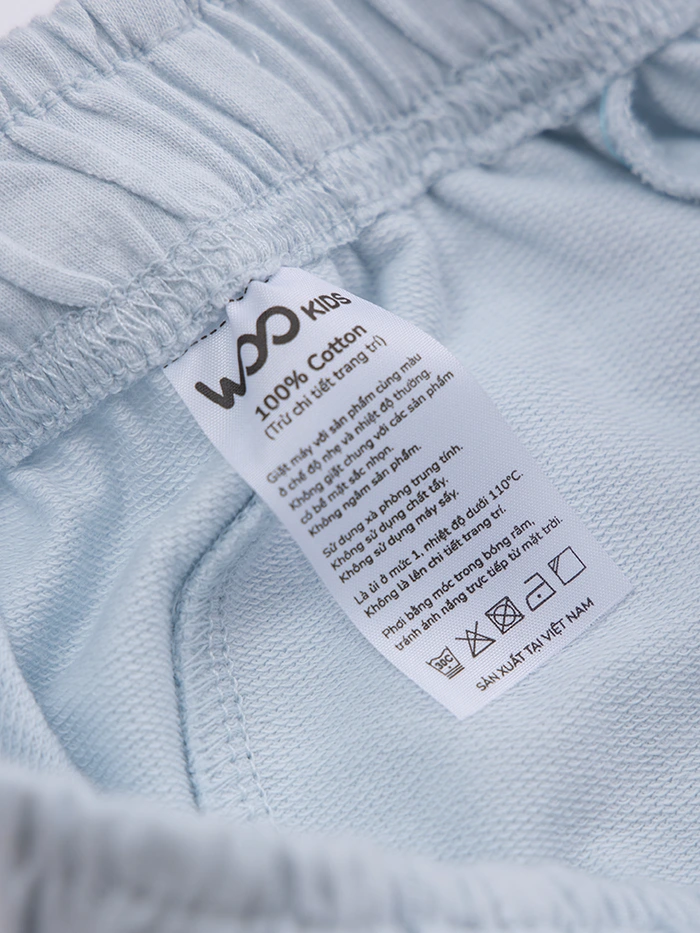 WOO KIDS
100% Cotton
(Trừ chi tiết trang trí)
Giặt máy với sản phẩm cùng màu
ở chế độ nhẹ và nhiệt độ thường.
Không giặt chung với các sản phẩm
có bề mặt sắc nhọn.
Không ngâm sản phẩm.
Sử dụng xà phòng trung tính.
Không sử dụng chất tẩy.
Không sử dụng máy sấy.
Là ủi ở mức 1, nhiệt độ dưới 110°C.
Không là lên chi tiết trang trí.
Phơi bằng móc trong bóng râm,
tránh ánh nắng trực tiếp từ mặt trời.
30C
SẢN XUẤT TẠI VIỆT NAM